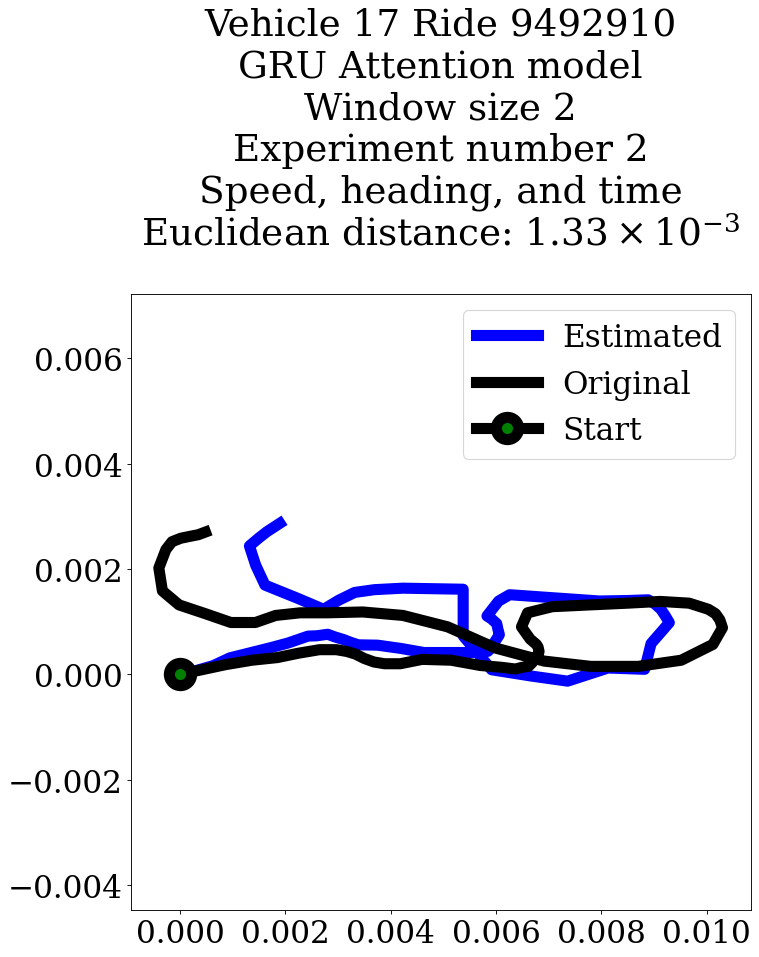 Vehicle 17 Ride 9492910
GRU Attention model
Window size 2
Experiment number 2
Speed, heading, and time
Euclidean distance: 1.33 × 10⁻³
Estimated
Original
Start
0.006
0.004
0.002
0.000
−0.002
−0.004
0.000 0.002 0.004 0.006 0.008 0.010